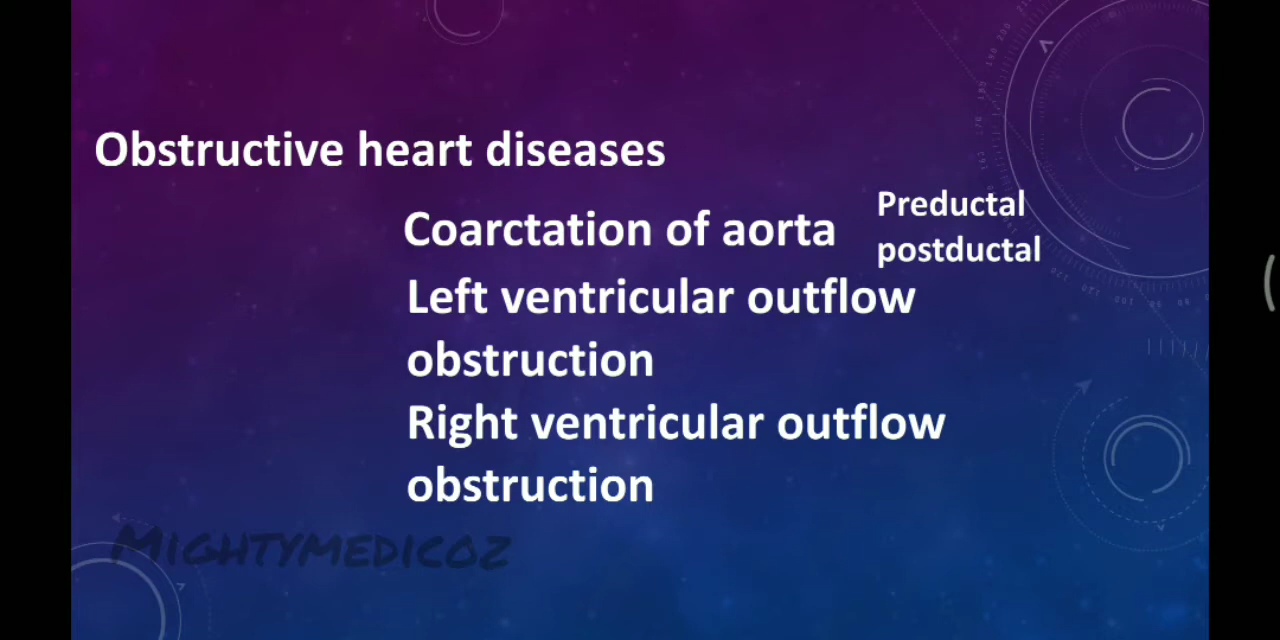 Obstructive heart diseases
Coarctation of aorta
Preductal
postductal
Left ventricular outflow
obstruction
Right ventricular outflow
obstruction
MIGHTYMEDICOZ